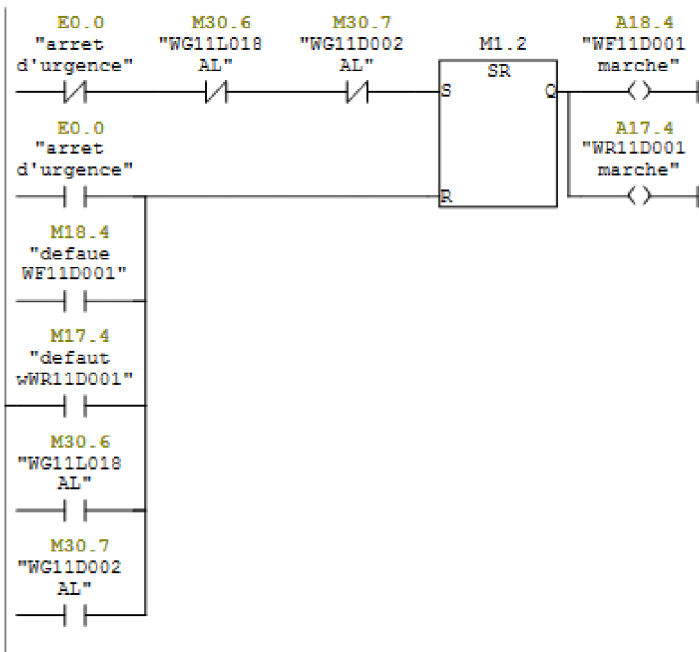 E0.0 M30.6 M30.7 A18.4
"arret "WG11L018 "WG11D002 M1.2 "WF11D001
d'urgence" AL" AL" SR marche"
S Q
E0.0 A17.4
"arret "WR11D001
d'urgence" marche"
R
M18.4
"defaue
WF11D001"
M17.4
"defaut
wWR11D001"
M30.6
"WG11L018
AL"
M30.7
"WG11D002
AL"